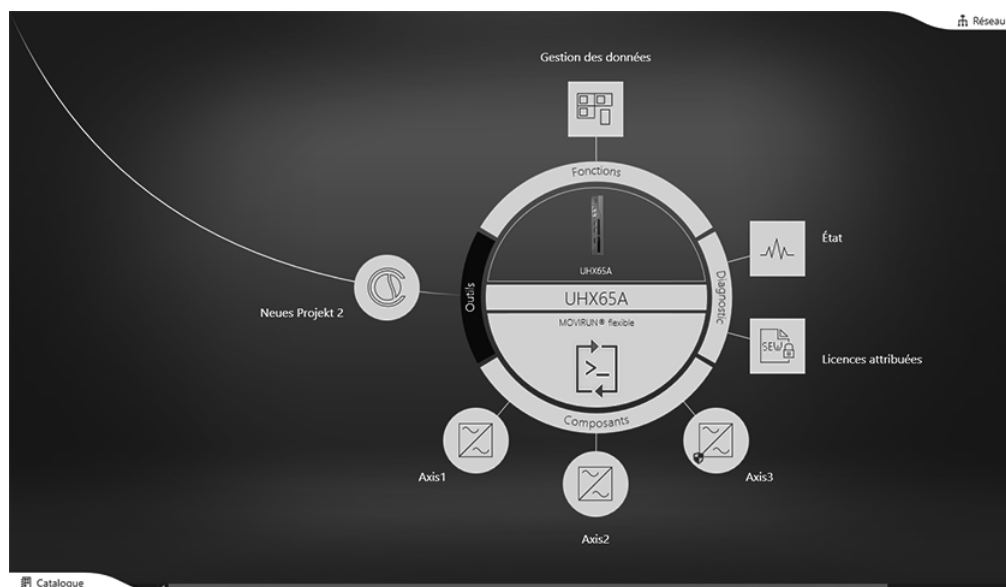 Réseau
Gestion des données
Fonctions
UHX65A
État
Outils
Diagnostic
Neues Projekt 2
UHX65A
MOVIRUN® flexible
>_
SEW
Licences attribuées
Composants
Axis1
Axis3
Axis2
Catalogue